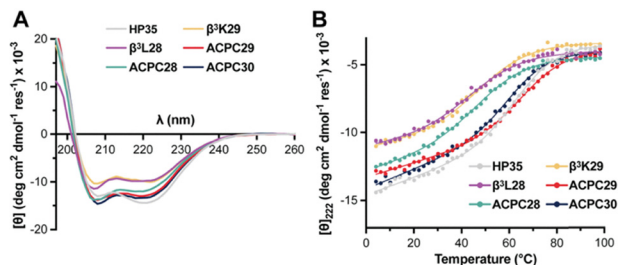 A
HP35
β³K29
β³L28
ACPC29
ACPC28
ACPC30
[θ] (deg cm² dmol⁻¹ res⁻¹) x 10⁻³
20
10
0
-10
-20
λ (nm)
200 210 220 230 240 250 260
B
[θ]₂₂₂ (deg cm² dmol⁻¹ res⁻¹) x 10⁻³
-5
-10
-15
HP35
β³K29
β³L28
ACPC29
ACPC28
ACPC30
0 20 40 60 80 100
Temperature (°C)